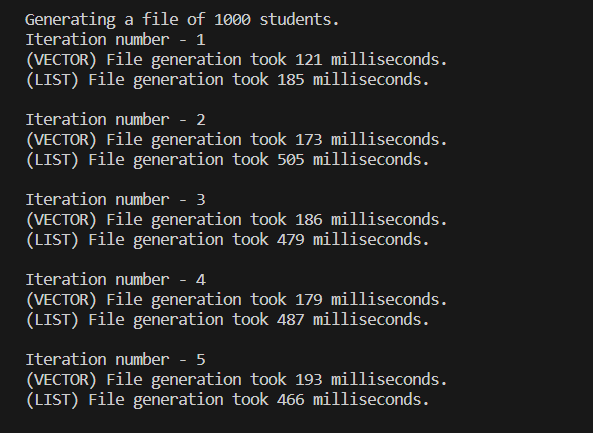 Generating a file of 1000 students.
Iteration number - 1
(VECTOR) File generation took 121 milliseconds.
(LIST) File generation took 185 milliseconds.

Iteration number - 2
(VECTOR) File generation took 173 milliseconds.
(LIST) File generation took 505 milliseconds.

Iteration number - 3
(VECTOR) File generation took 186 milliseconds.
(LIST) File generation took 479 milliseconds.

Iteration number - 4
(VECTOR) File generation took 179 milliseconds.
(LIST) File generation took 487 milliseconds.

Iteration number - 5
(VECTOR) File generation took 193 milliseconds.
(LIST) File generation took 466 milliseconds.